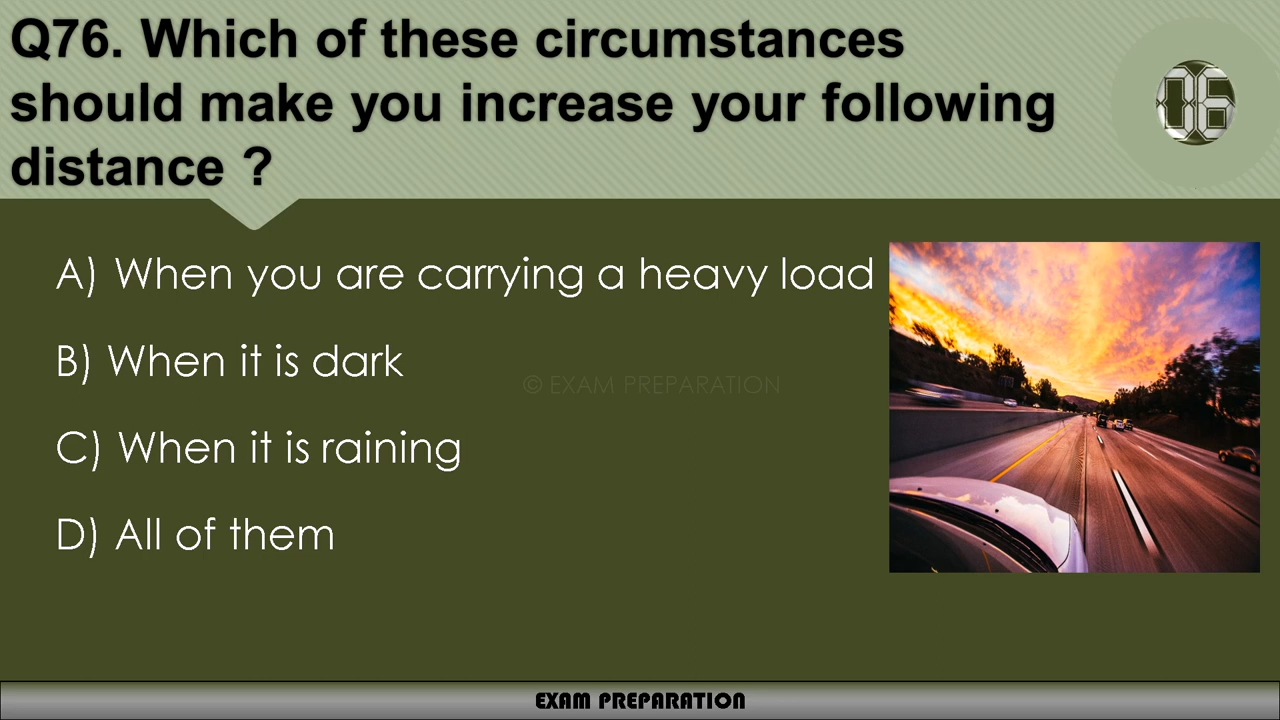 Q76. Which of these circumstances
should make you increase your following
distance ?
06
A) When you are carrying a heavy load
B) When it is dark
© EXAM PREPARATION
C) When it is raining
D) All of them
EXAM PREPARATION